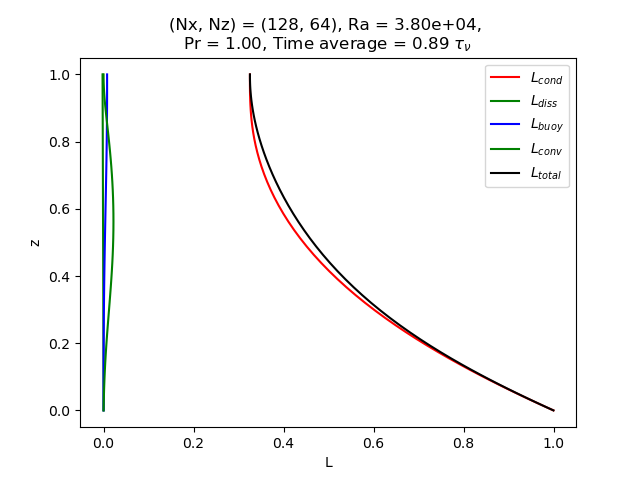 (Nx, Nz) = (128, 64), Ra = 3.80e+04,
Pr = 1.00, Time average = 0.89 τ_ν
L_cond
L_diss
L_buoy
L_conv
L_total
1.0
0.8
0.6
0.4
0.2
0.0
z
0.0 0.2 0.4 0.6 0.8 1.0
L